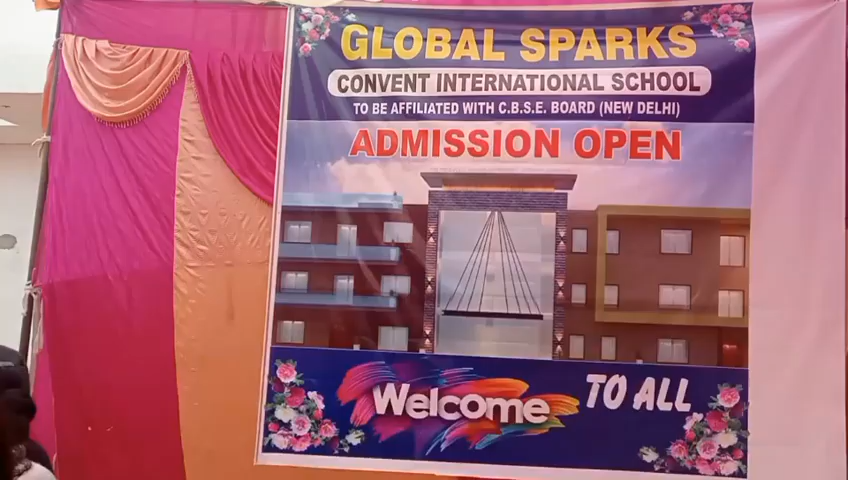 GLOBAL SPARKS
CONVENT INTERNATIONAL SCHOOL
TO BE AFFILIATED WITH C.B.S.E. BOARD (NEW DELHI)
ADMISSION OPEN
Welcome TO ALL